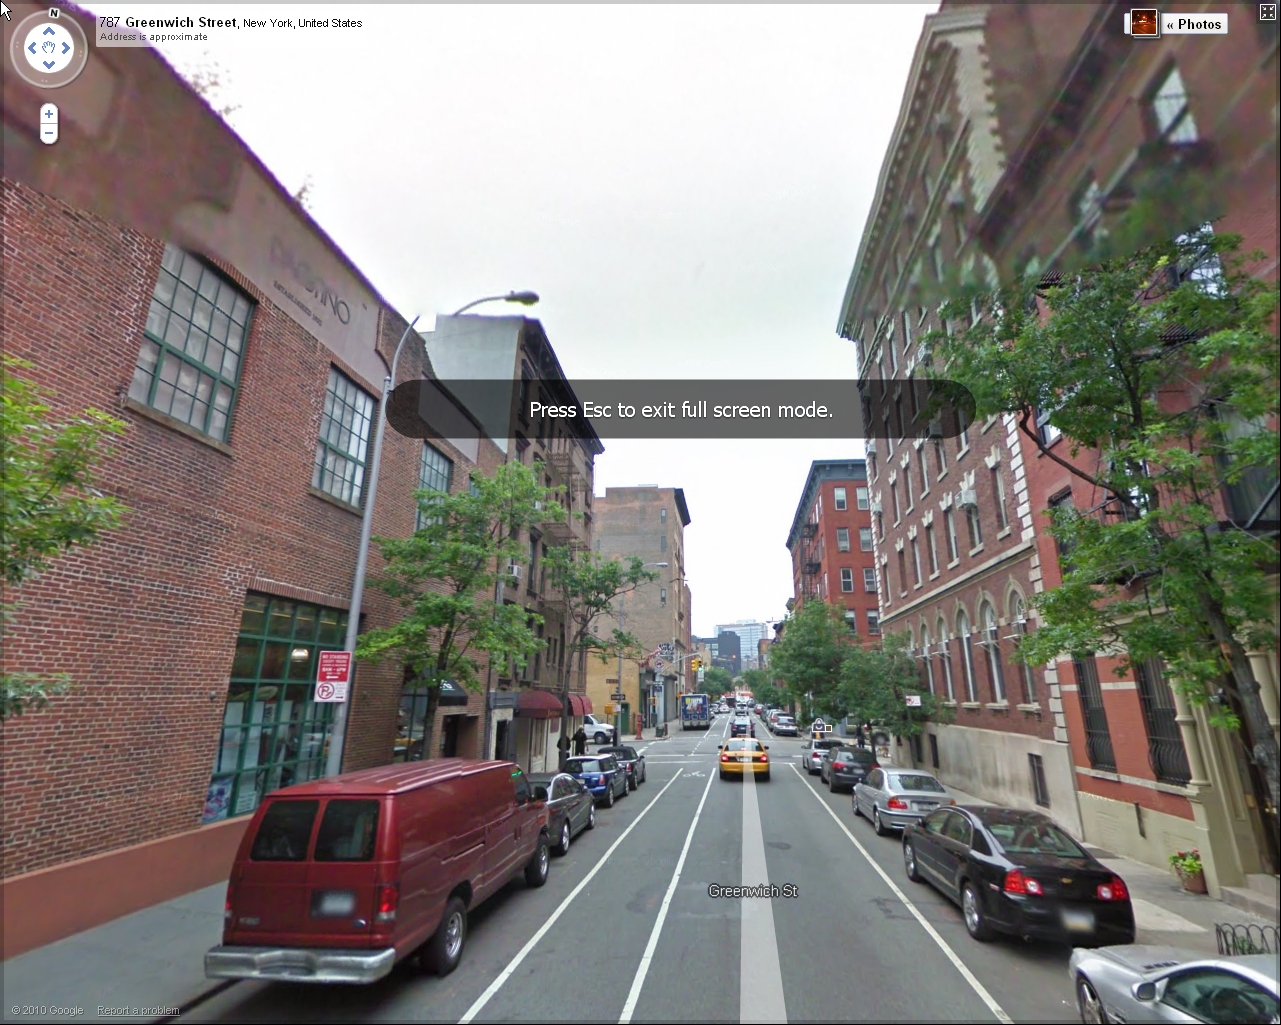 787 Greenwich Street, New York, United States
Address is approximate
N
« Photos
Press Esc to exit full screen mode.
Greenwich St
© 2010 Google
Report a problem